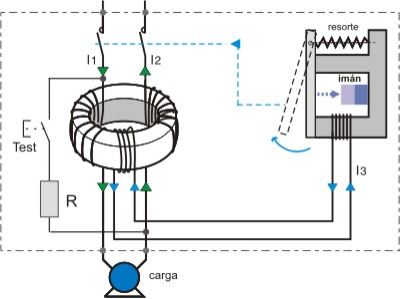 resorte
I1
I2
imán
Test
I3
R
carga